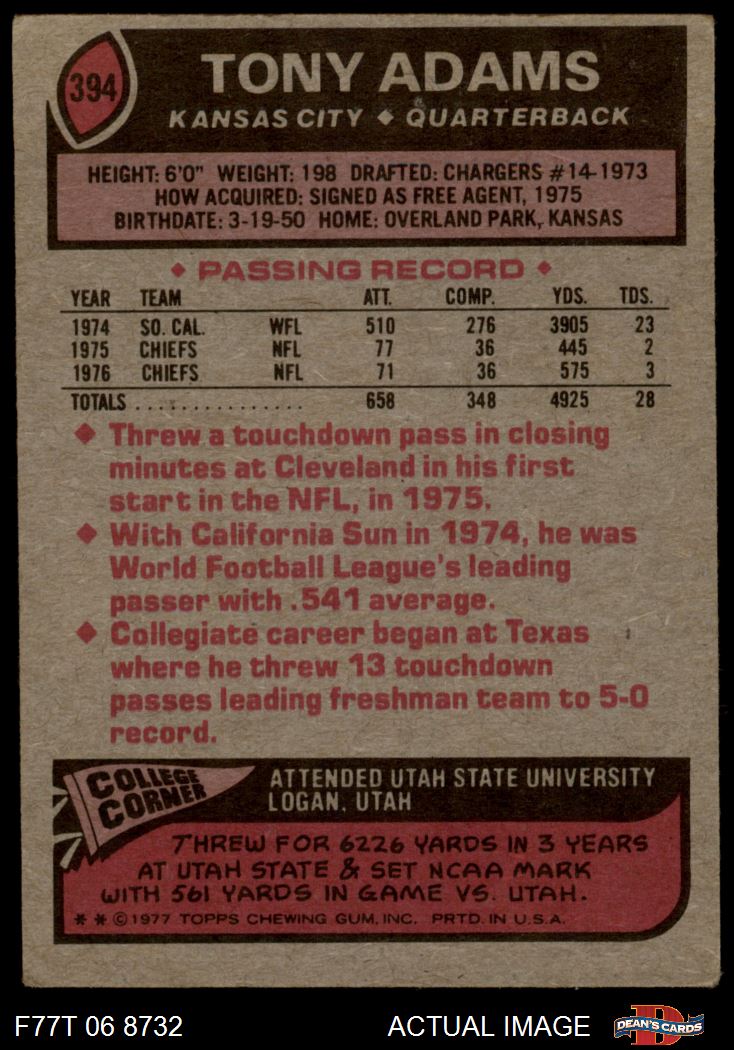 394
TONY ADAMS
KANSAS CITY ◆ QUARTERBACK
HEIGHT: 6'0" WEIGHT: 198 DRAFTED: CHARGERS #14-1973
HOW ACQUIRED: SIGNED AS FREE AGENT, 1975
BIRTHDATE: 3-19-50 HOME: OVERLAND PARK, KANSAS
◆ PASSING RECORD ◆
YEAR TEAM ATT. COMP. YDS. TDS.
1974 SO. CAL. WFL 510 276 3905 23
1975 CHIEFS NFL 77 36 445 2
1976 CHIEFS NFL 71 36 575 3
TOTALS ............... 658 348 4925 28
◆ Threw a touchdown pass in closing
minutes at Cleveland in his first
start in the NFL, in 1975.
◆ With California Sun in 1974, he was
World Football League's leading
passer with .541 average.
◆ Collegiate career began at Texas
where he threw 13 touchdown
passes leading freshman team to 5-0
record.
COLLEGE
CORNER
ATTENDED UTAH STATE UNIVERSITY
LOGAN, UTAH
THREW FOR 6226 YARDS IN 3 YEARS
AT UTAH STATE & SET NCAA MARK
WITH 561 YARDS IN GAME VS. UTAH.
* * © 1977 TOPPS CHEWING GUM, INC. PRTD. IN U.S.A.
F77T 06 8732 ACTUAL IMAGE
D
DEAN'S CARDS